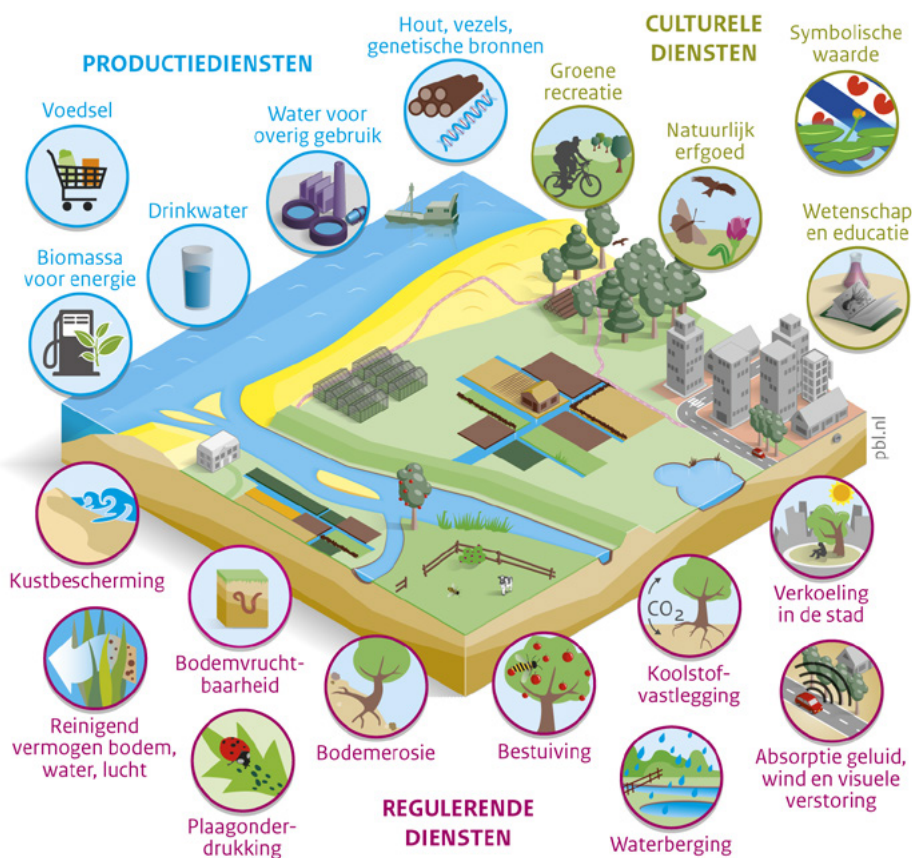 PRODUCTIEDIENSTEN
Voedsel
Biomassa
voor energie
Drinkwater
Water voor
overig gebruik
Hout, vezels,
genetische bronnen
CULTURELE
DIENSTEN
Groene
recreatie
Natuurlijk
erfgoed
Symbolische
waarde
Wetenschap
en educatie
pbl.nl
Kustbescherming
Reinigend
vermogen bodem,
water, lucht
Bodemvrucht-
baarheid
Plaagonder-
drukking
Bodemerosie
REGULERENDE
DIENSTEN
Bestuiving
CO2
Koolstof-
vastlegging
Waterberging
Verkoeling
in de stad
Absorptie geluid,
wind en visuele
verstoring